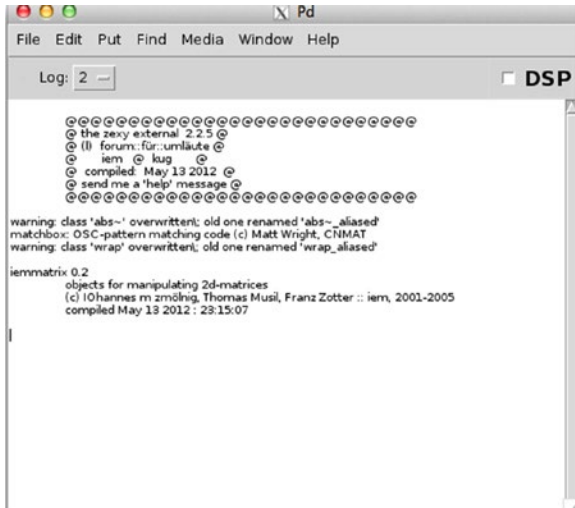 X Pd
File Edit Put Find Media Window Help
Log: 2
DSP
@@@@@@@@@@@@@@@@@@@@@@@@@@@
@ the zexy external 2.2.5 @
@ (l) forum::für::umläute @
@ iem @ kug @
@ compiled: May 13 2012 @
@ send me a 'help' message @
@@@@@@@@@@@@@@@@@@@@@@@@@@@
warning: class 'abs~' overwritten\; old one renamed 'abs~_aliased'
matchbox: OSC-pattern matching code (c) Matt Wright, CNMAT
warning: class 'wrap' overwritten\; old one renamed 'wrap_aliased'
iemmatrix 0.2
objects for manipulating 2d-matrices
(c) IOhannes m zmölnig, Thomas Musil, Franz Zotter :: iem, 2001-2005
compiled May 13 2012 : 23:15:07